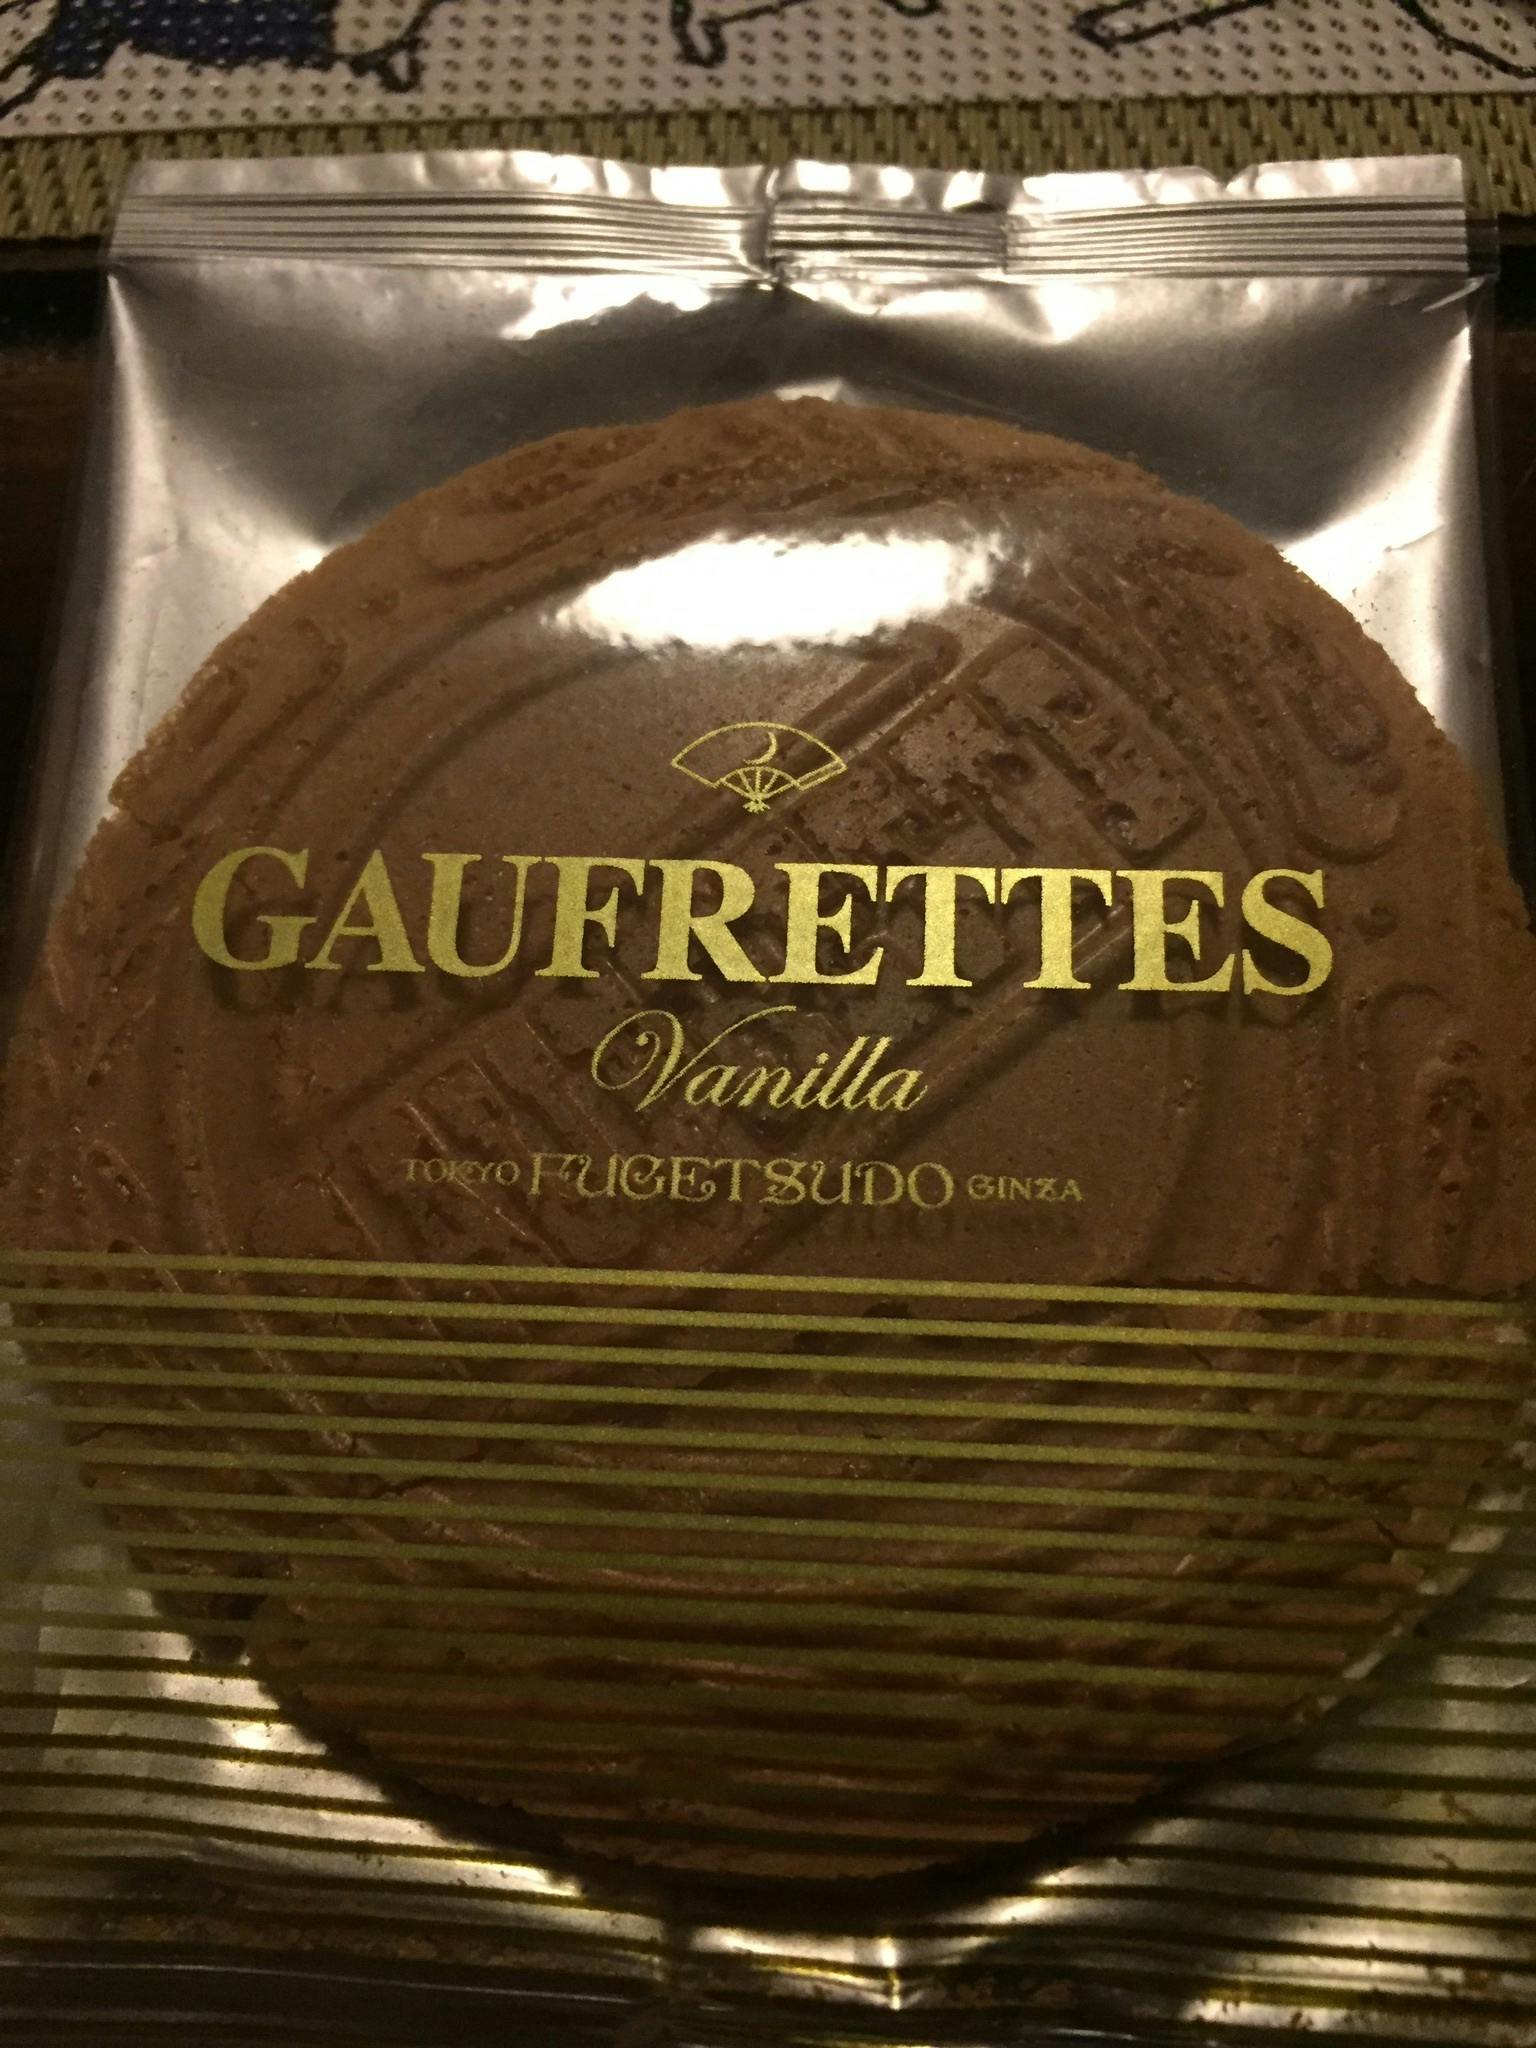 GAUFRETTES
Vanilla
TOKYO FUGETSUDO GINZA